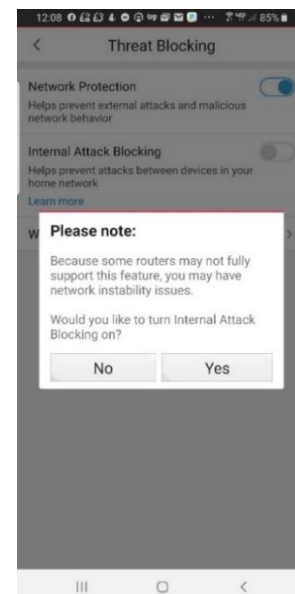 12:08 85%
Threat Blocking
Network Protection
Helps prevent external attacks and malicious
network behavior
Internal Attack Blocking
Helps prevent attacks between devices in your
home network
Learn more
W
Please note:
Because some routers may not fully
support this feature, you may have
network instability issues.
Would you like to turn Internal Attack
Blocking on?
No Yes